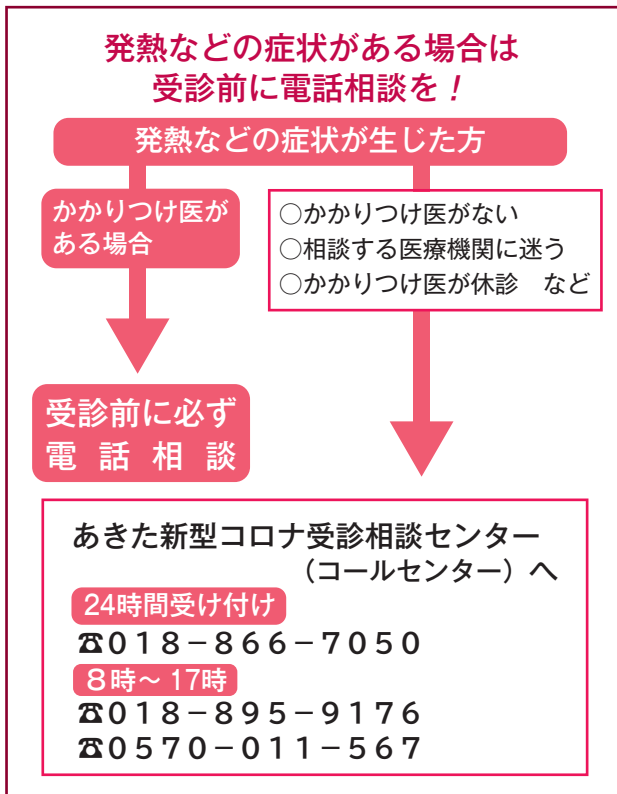 発熱などの症状がある場合は
受診前に電話相談を！
発熱などの症状が生じた方
かかりつけ医が
ある場合
○かかりつけ医がない
○相談する医療機関に迷う
○かかりつけ医が休診　など
受診前に必ず
電話相談
あきた新型コロナ受診相談センター
（コールセンター）へ
24時間受け付け
☎018－866－7050
8時～17時
☎018－895－9176
☎0570－011－567